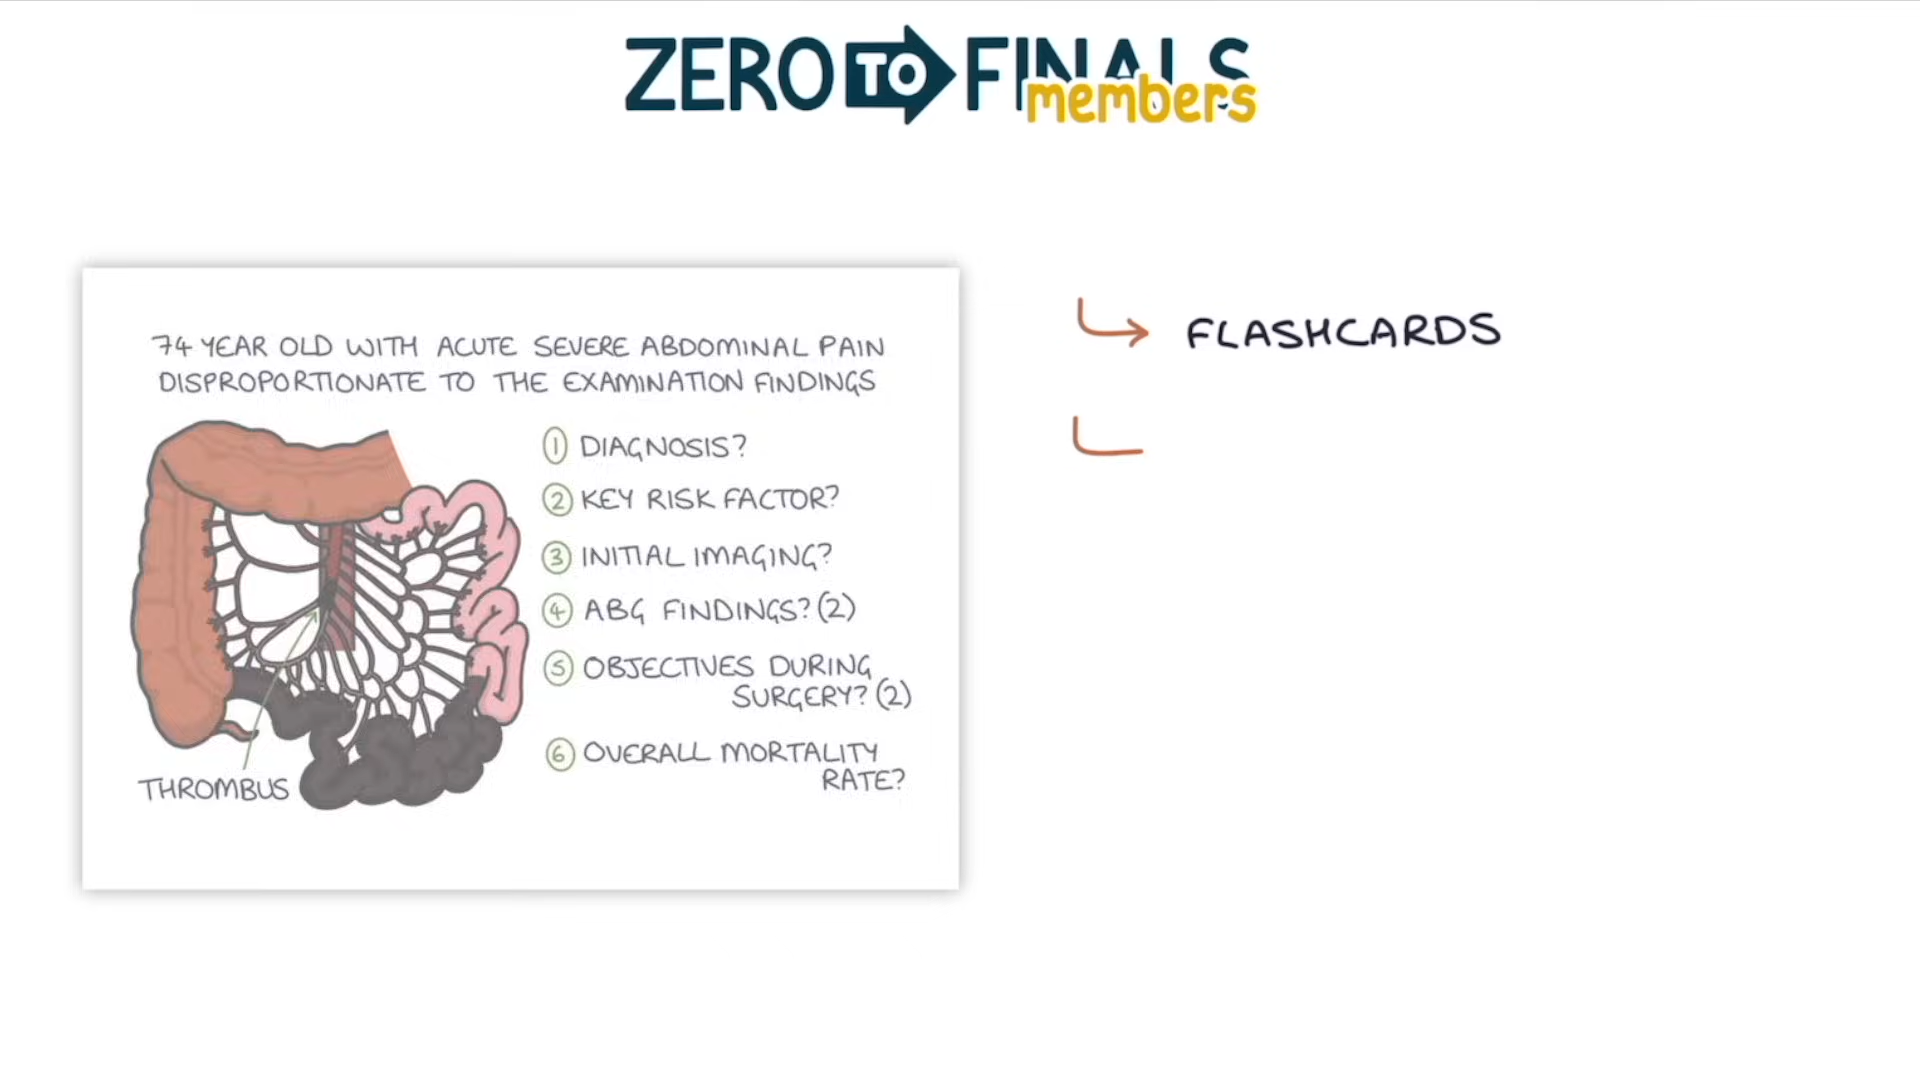 ZERO TO FINALS
members
74 YEAR OLD WITH ACUTE SEVERE ABDOMINAL PAIN
DISPROPORTIONATE TO THE EXAMINATION FINDINGS
1 DIAGNOSIS?
2 KEY RISK FACTOR?
3 INITIAL IMAGING?
4 ABG FINDINGS? (2)
5 OBJECTIVES DURING
SURGERY? (2)
6 OVERALL MORTALITY
RATE?
THROMBUS
FLASHCARDS